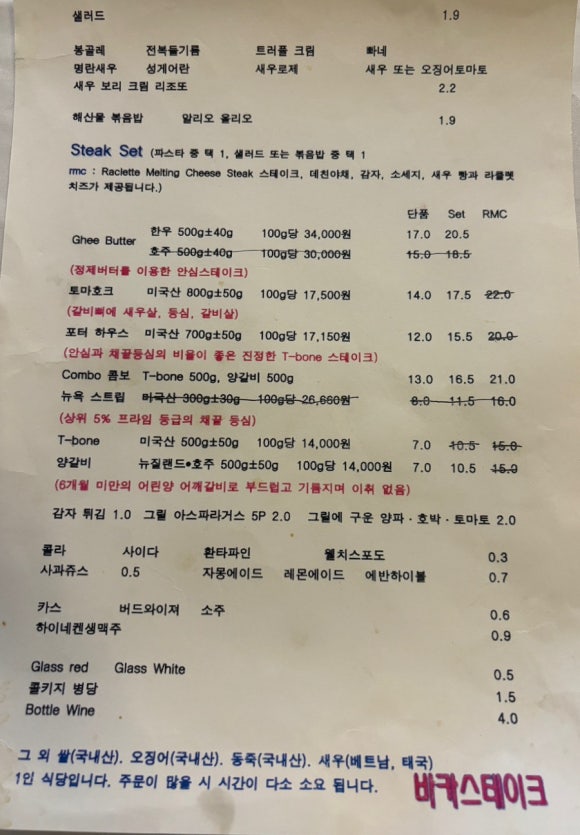 샐러드 1.9
봉골레 전복들기름 트러플 크림 빠네
명란새우 성게어란 새우로제 새우 또는 오징어토마토
새우 보리 크림 리조또 2.2
해산물 볶음밥 알리오 올리오 1.9
Steak Set (파스타 중 택 1, 샐러드 또는 볶음밥 중 택 1
rmc : Raclette Melting Cheese Steak 스테이크, 데친야채, 감자, 소세지, 새우 빵과 라클렛
치즈가 제공됩니다.)
단품 Set RMC
Ghee Butter 한우 500g±40g 100g당 34,000원 17.0 20.5
호주 500g±40g 100g당 30,000원 15.0 18.5
(정제버터를 이용한 안심스테이크)
토마호크 미국산 800g±50g 100g당 17,500원 14.0 17.5 22.0
(갈비뼈에 새우살, 등심, 갈비살)
포터 하우스 미국산 700g±50g 100g당 17,150원 12.0 15.5 20.0
(안심과 채끝등심의 비율이 좋은 진정한 T-bone 스테이크)
Combo 콤보 T-bone 500g, 양갈비 500g 13.0 16.5 21.0
뉴욕 스트립 미국산 300g±30g 100g당 26,660원 8.0 11.5 16.0
(상위 5% 프라임 등급의 채끝 등심)
T-bone 미국산 500g±50g 100g당 14,000원 7.0 10.5 15.0
양갈비 뉴질랜드•호주 500g±50g 100g당 14,000원 7.0 10.5 15.0
(6개월 미만의 어린양 어깨갈비로 부드럽고 기름지며 이취 없음)
감자 튀김 1.0 그릴 아스파라거스 5P 2.0 그릴에 구운 양파 · 호박 · 토마토 2.0
콜라 사이다 환타파인 웰치스포도 0.3
사과쥬스 0.5 자몽에이드 레몬에이드 에반하이볼 0.7
카스 버드와이져 소주 0.6
하이네켄생맥주 0.9
Glass red Glass White 0.5
콜키지 병당 1.5
Bottle Wine 4.0
그 외 쌀(국내산). 오징어(국내산). 동죽(국내산). 새우(베트남, 태국)
1인 식당입니다. 주문이 많을 시 시간이 다소 소요 됩니다.
바카스테이크